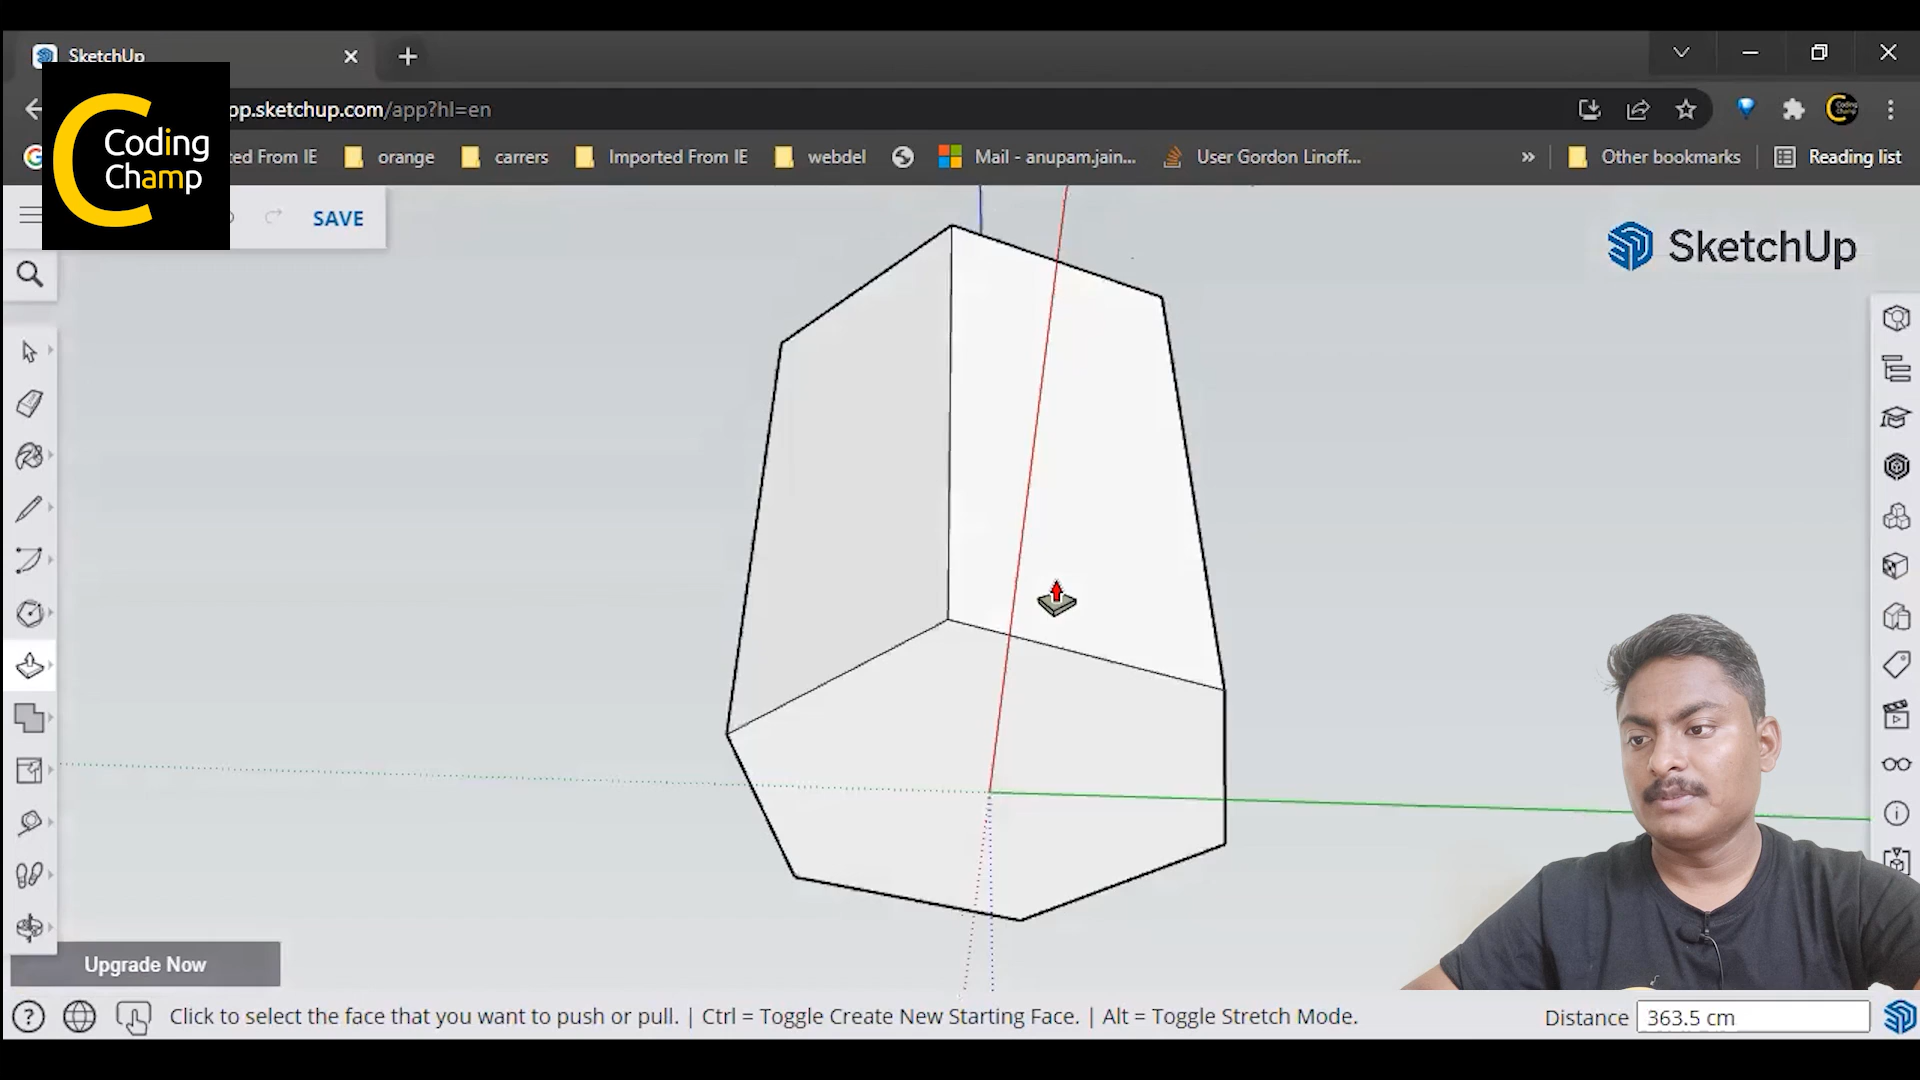 SketchUp
pp.sketchup.com/app?hl=en
Coding
Champ
ted From IE
orange
carrers
Imported From IE
webdel
Mail - anupam.jain...
User Gordon Linoff...
»
Other bookmarks
Reading list
SAVE
SketchUp
Upgrade Now
Click to select the face that you want to push or pull. | Ctrl = Toggle Create New Starting Face. | Alt = Toggle Stretch Mode.
Distance 363.5 cm